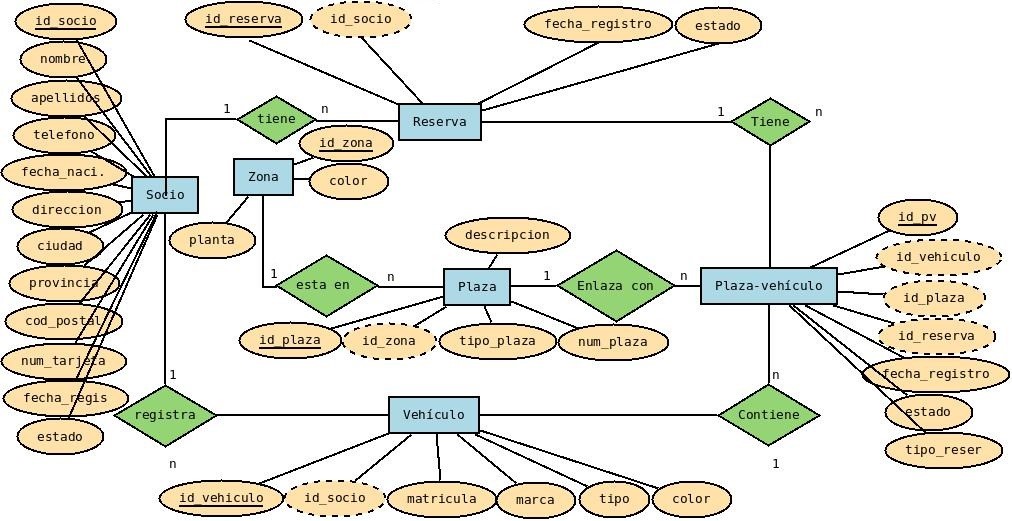 id_socio
nombre
apellidos
telefono
fecha_naci.
direccion
ciudad
provincia
cod_postal
num_tarjeta
fecha_regis
estado
Socio
id_reserva
id_socio
fecha_registro
estado
1
tiene
n
Reserva
1
Tiene
n
Zona
id_zona
color
planta
1
esta en
n
Plaza
descripcion
id_plaza
id_zona
tipo_plaza
num_plaza
1
Enlaza con
n
Plaza-vehículo
id_pv
id_vehiculo
id_plaza
id_reserva
fecha_registro
estado
tipo_reser
1
registra
n
Vehículo
n
Contiene
1
id_vehiculo
id_socio
matricula
marca
tipo
color